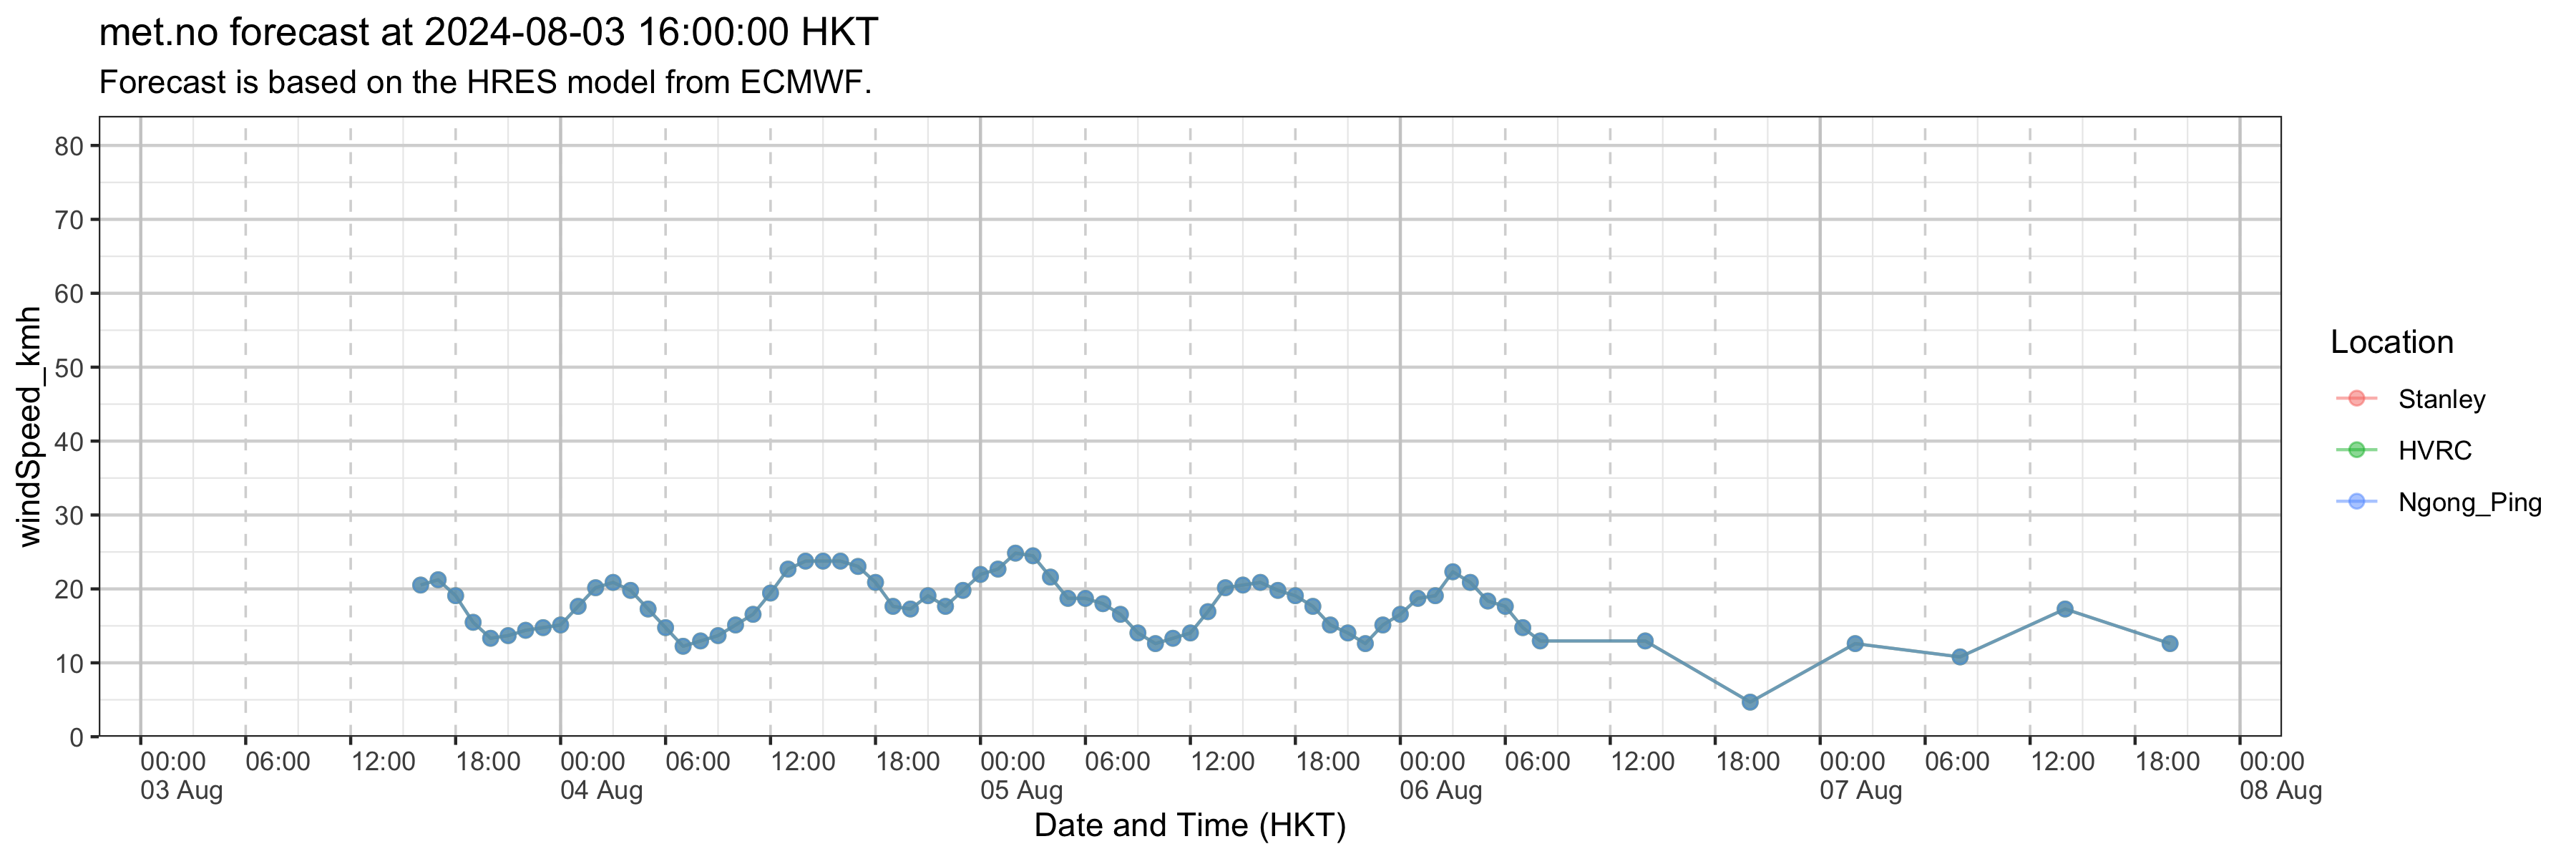 met.no forecast at 2024-08-03 16:00:00 HKT
Forecast is based on the HRES model from ECMWF.
windSpeed_kmh
80
70
60
50
40
30
20
10
0
00:00 06:00 12:00 18:00 00:00 06:00 12:00 18:00 00:00 06:00 12:00 18:00 00:00 06:00 12:00 18:00 00:00 06:00 12:00 18:00 00:00
03 Aug 04 Aug 05 Aug 06 Aug 07 Aug 08 Aug
Date and Time (HKT)
Location
Stanley
HVRC
Ngong_Ping